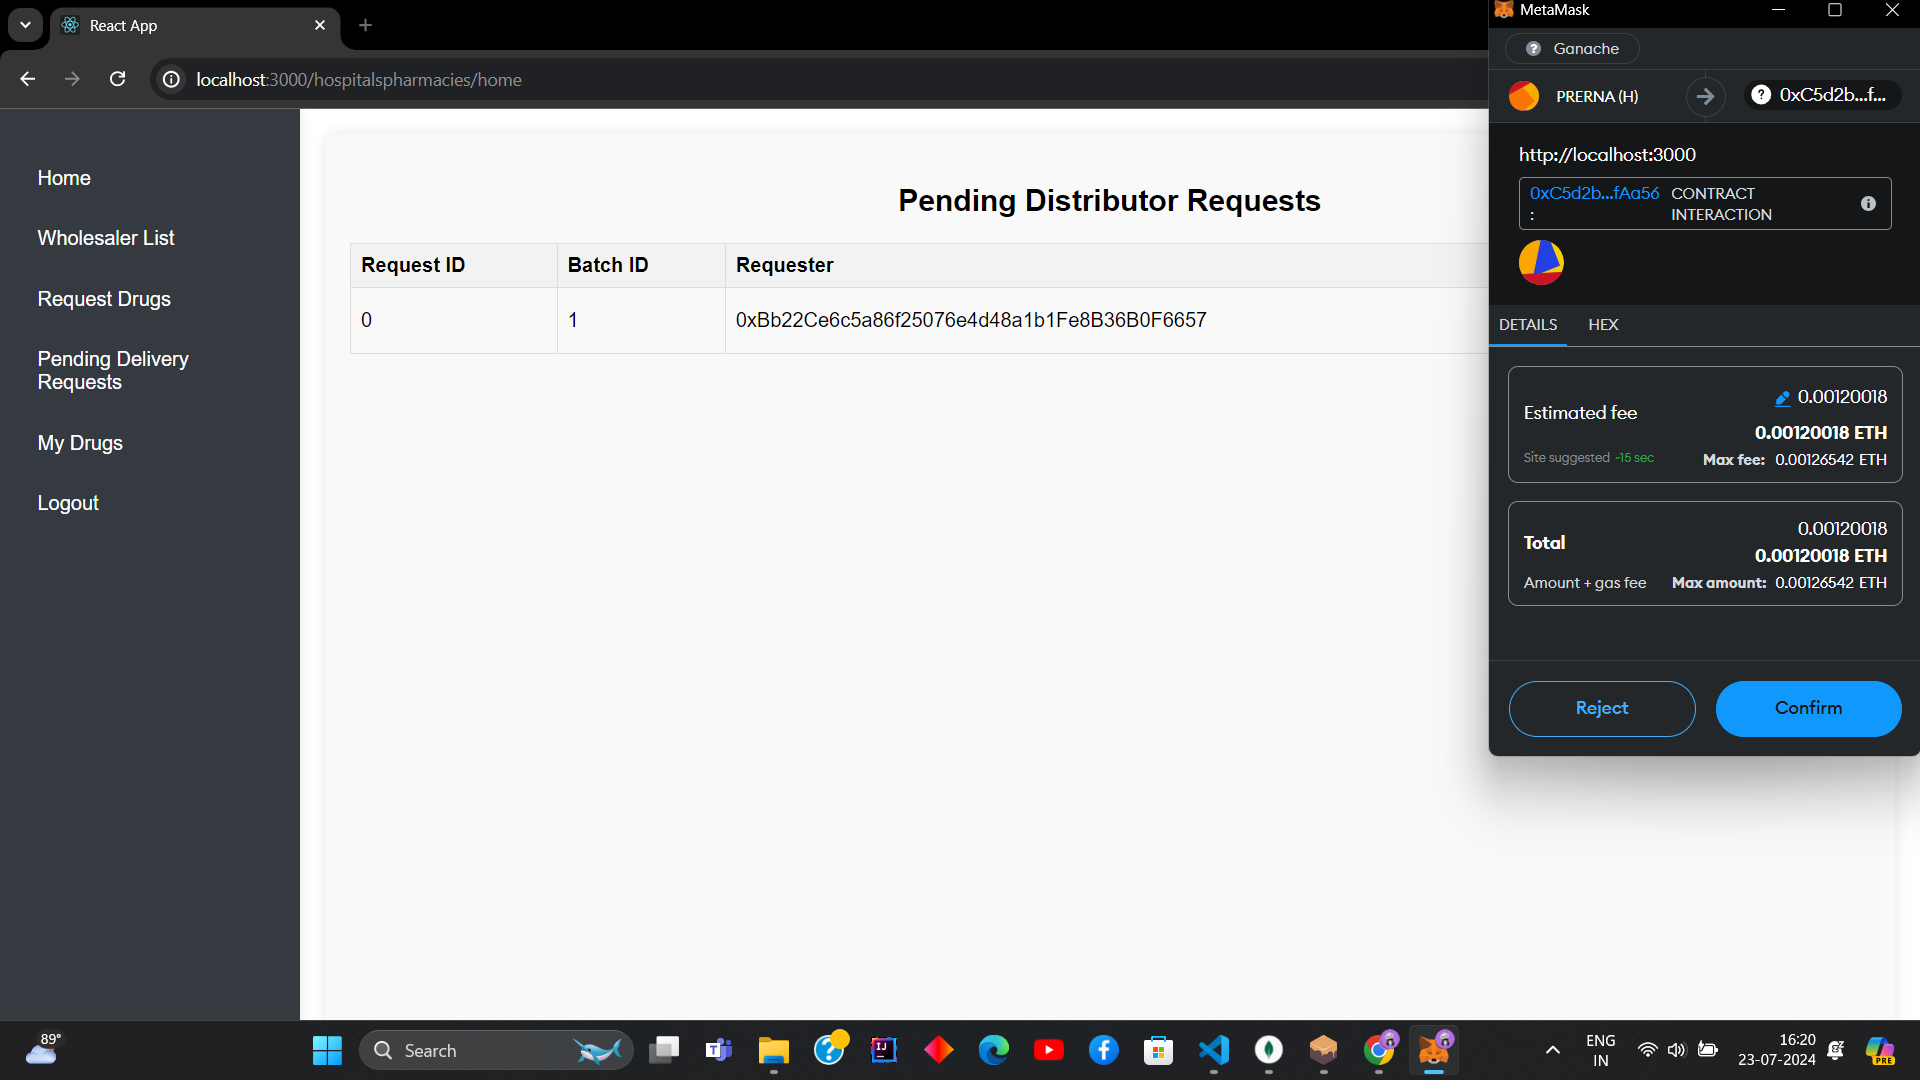 React App
localhost:3000/hospitalspharmacies/home
Home
Wholesaler List
Request Drugs
Pending Delivery
Requests
My Drugs
Logout
Pending Distributor Requests
Request ID Batch ID Requester
0 1 0xBb22Ce6c5a86f25076e4d48a1b1Fe8B36B0F6657
MetaMask
Ganache
PRERNA (H) 0xC5d2b...f...
http://localhost:3000
0xC5d2b...fAa56 CONTRACT
: INTERACTION
DETAILS HEX
0.00120018
Estimated fee
0.00120018 ETH
Site suggested ~15 sec Max fee: 0.00126542 ETH
0.00120018
Total
0.00120018 ETH
Amount + gas fee Max amount: 0.00126542 ETH
Reject Confirm
89°
Search
ENG
IN
16:20
23-07-2024
PRE